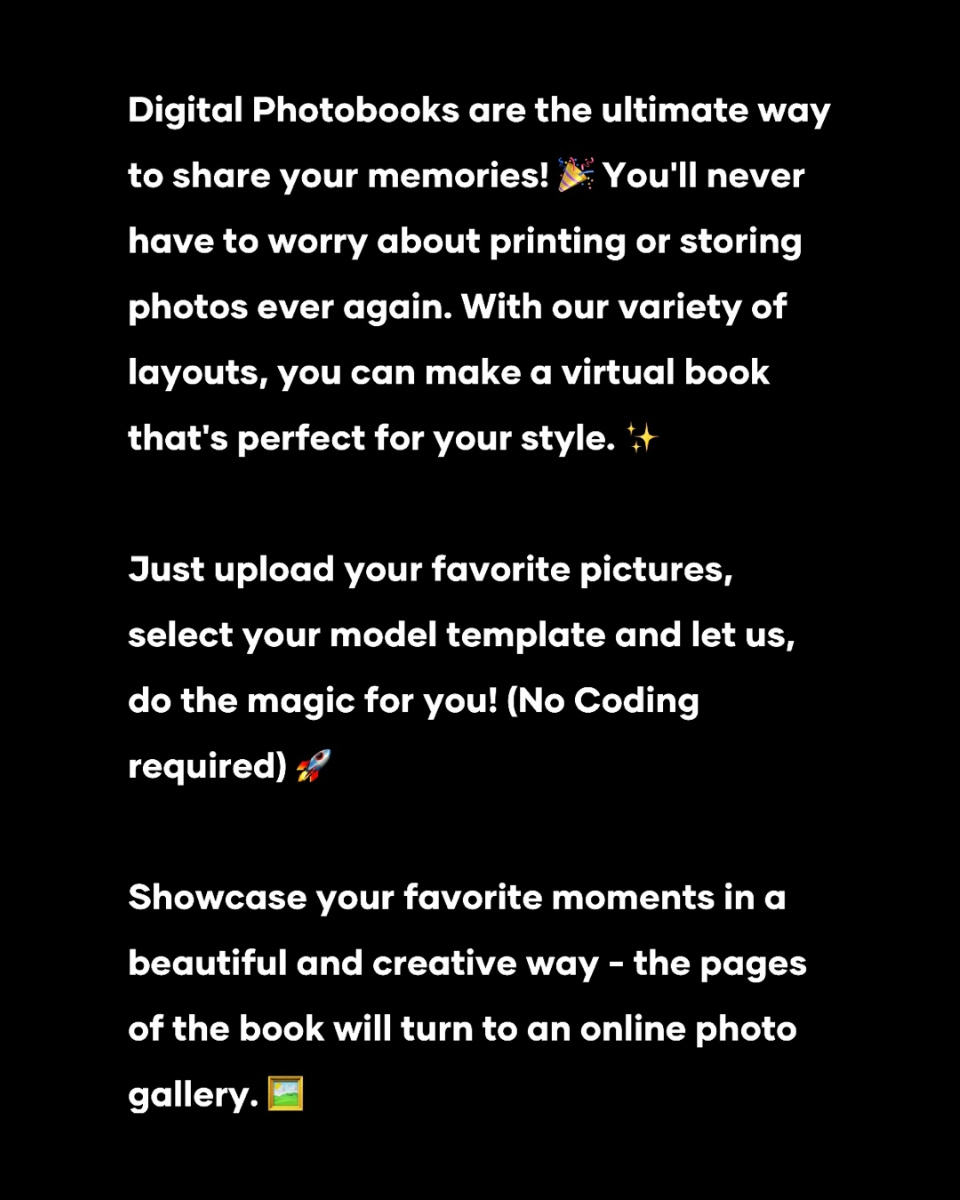 Digital Photobooks are the ultimate way
to share your memories! 🎉 You'll never
have to worry about printing or storing
photos ever again. With our variety of
layouts, you can make a virtual book
that's perfect for your style. ✨
Just upload your favorite pictures,
select your model template and let us,
do the magic for you! (No Coding
required) 🚀
Showcase your favorite moments in a
beautiful and creative way - the pages
of the book will turn to an online photo
gallery. 🖼️